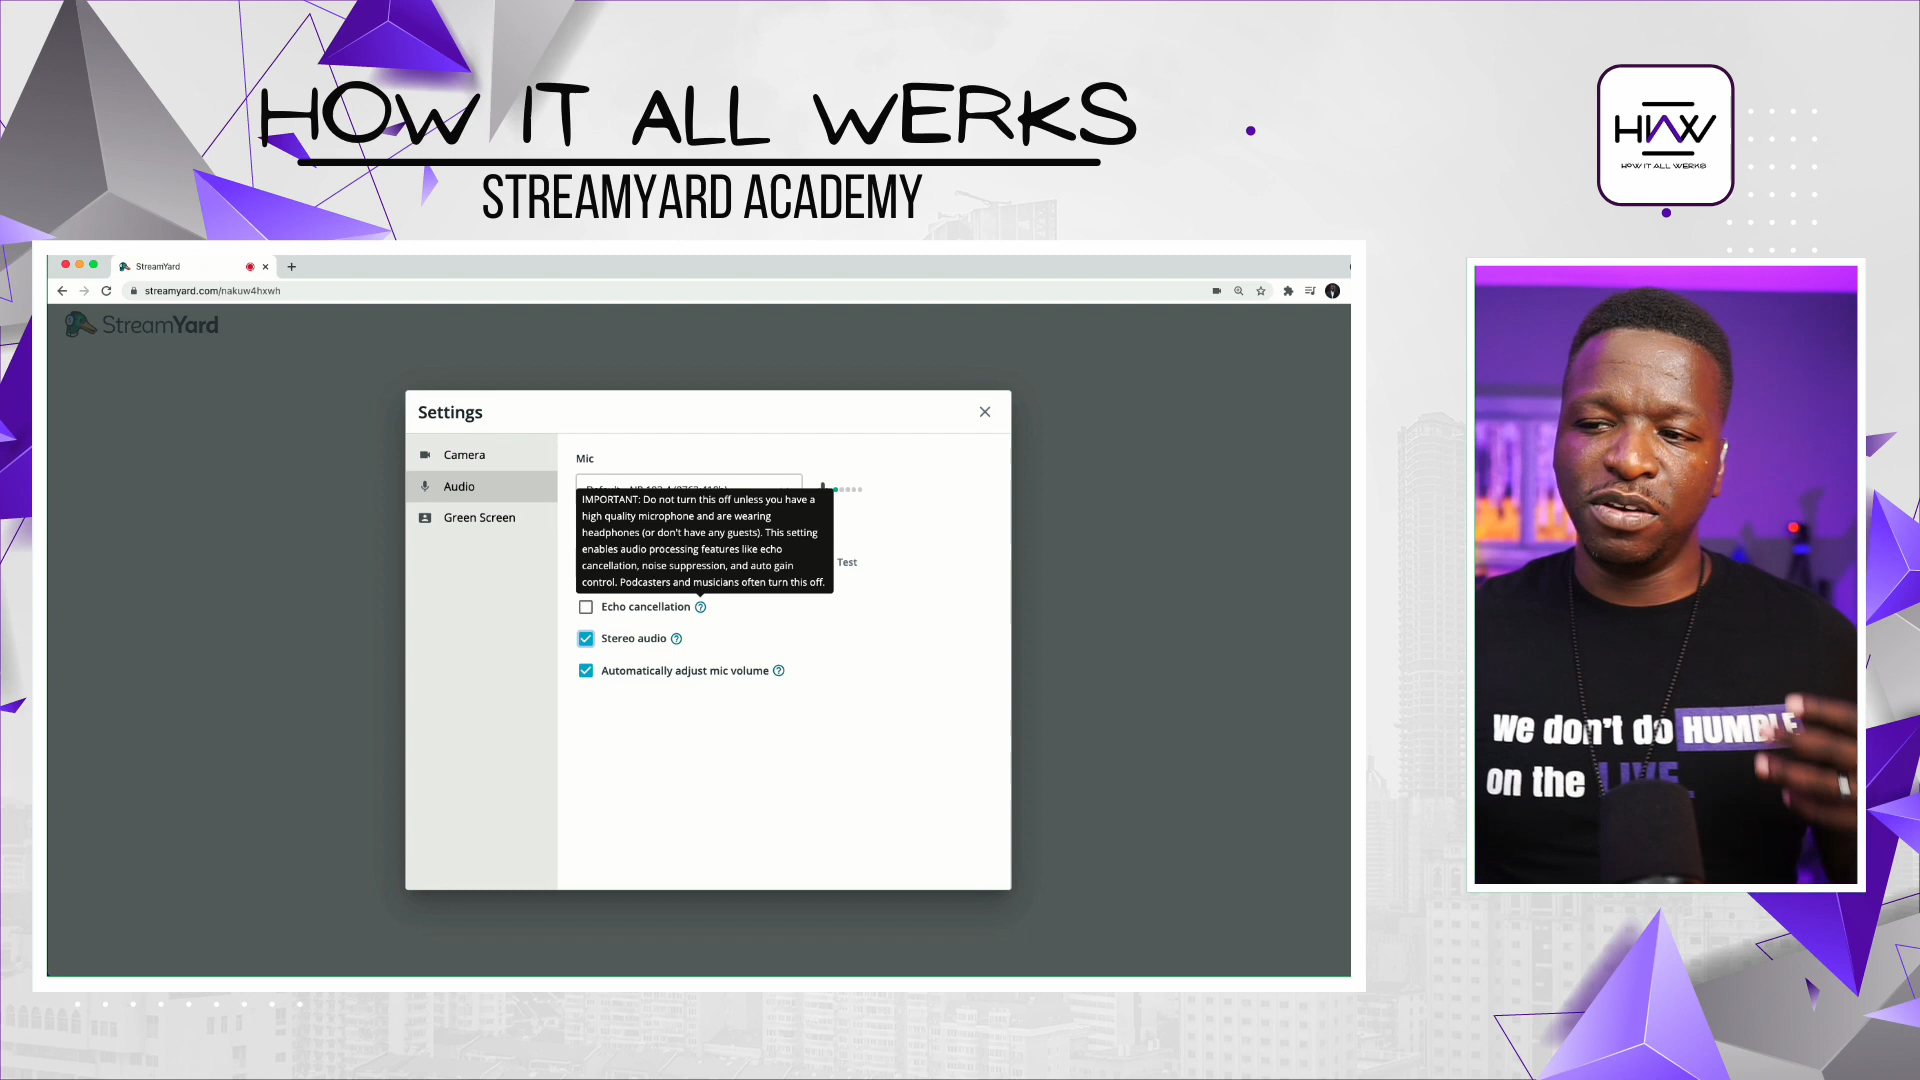 HOW IT ALL WERKS
STREAMYARD ACADEMY
HIAW
HOW IT ALL WERKS
StreamYard
streamyard.com/nakuw4hxwh
StreamYard
Settings
Camera
Audio
Green Screen
Mic
IMPORTANT: Do not turn this off unless you have a
high quality microphone and are wearing
headphones (or don't have any guests). This setting
enables audio processing features like echo
cancellation, noise suppression, and auto gain
control. Podcasters and musicians often turn this off.
Test
Echo cancellation
Stereo audio
Automatically adjust mic volume
We don't do HUMBLE
on the LIVE